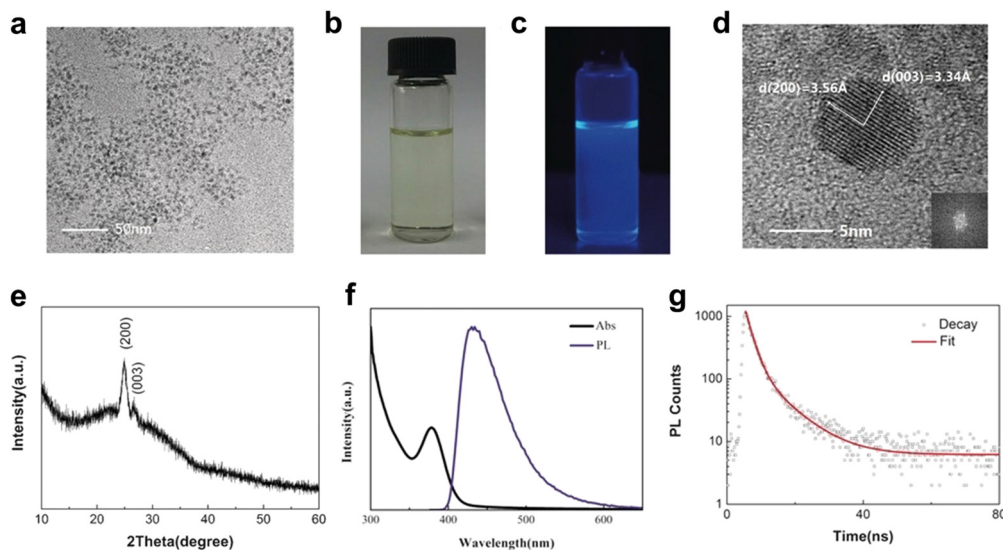 a
b
c
d
50nm
d(200)=3.56Å
d(003)=3.34Å
5nm
e
(200)
(003)
Intensity(a.u.)
10 20 30 40 50 60
2Theta(degree)
f
Abs
PL
Intensity(a.u.)
300 400 500 600
Wavelength(nm)
g
1000
100
10
1
Decay
Fit
PL Counts
0 20 40 60 80
Time(ns)